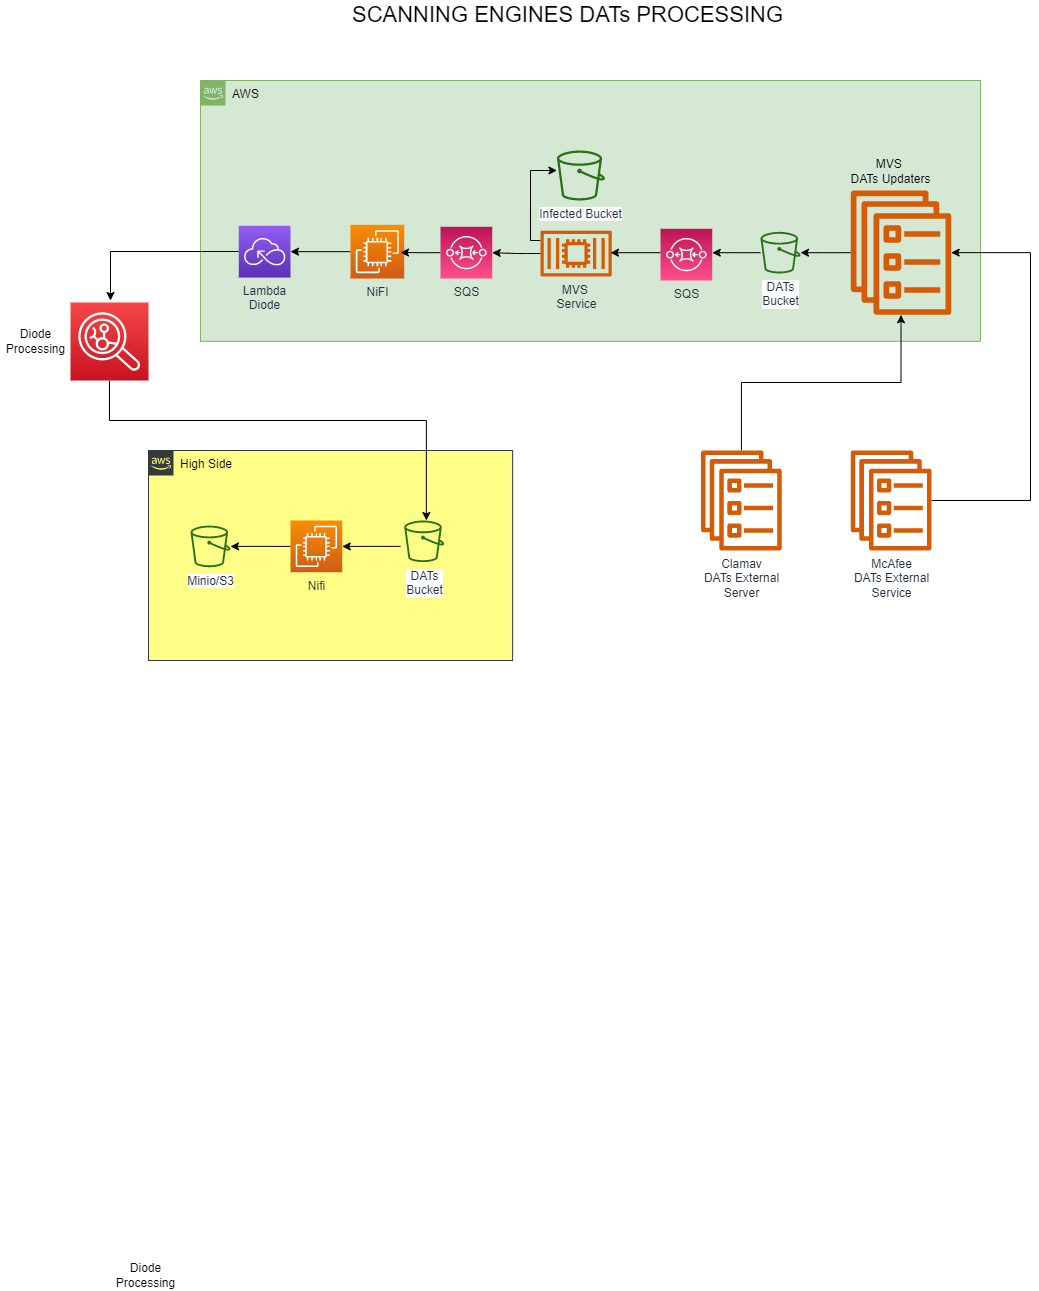 SCANNING ENGINES DATs PROCESSING
aws
AWS
MVS
DATs Updaters
Infected Bucket
Lambda
Diode
NiFI
SQS
MVS
Service
SQS
DATs
Bucket
Diode
Processing
aws
High Side
Minio/S3
Nifi
DATs
Bucket
Clamav
DATs External
Server
McAfee
DATs External
Service
Diode
Processing